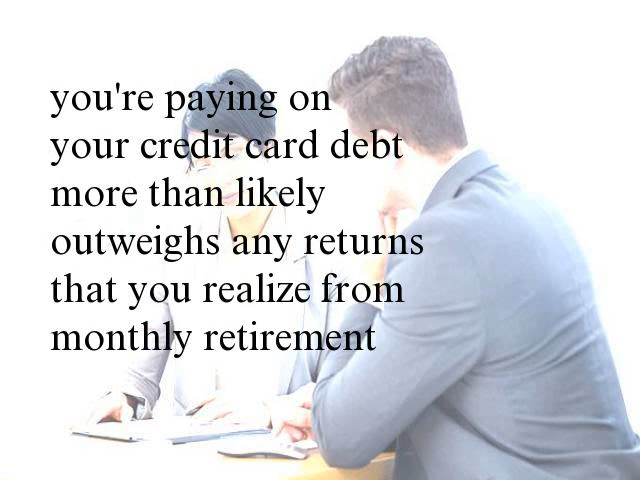 you're paying on
your credit card debt
more than likely
outweighs any returns
that you realize from
monthly retirement